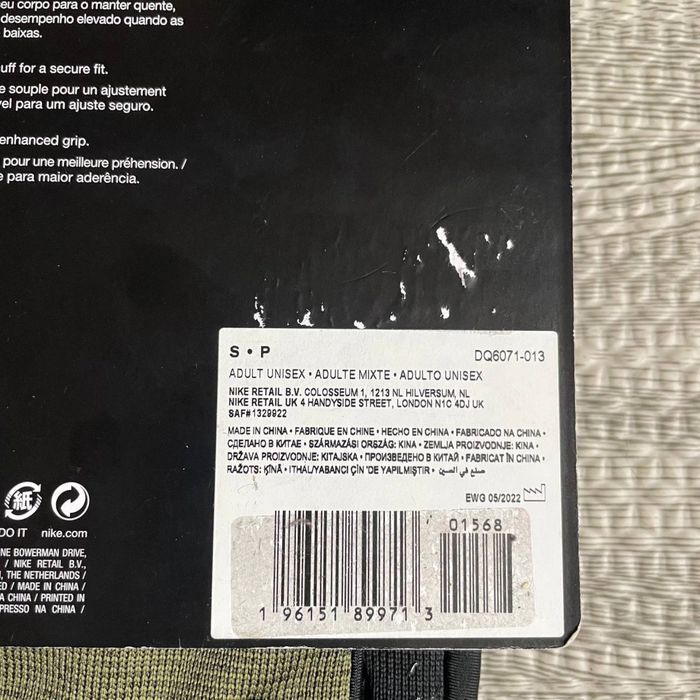 eu corpo para o manter quente,
desempenho elevado quando as
baixas.
uff for a secure fit.
e souple pour un ajustement
vel para um ajuste seguro.
enhanced grip.
pour une meilleure préhension. /
e para maior aderência.
S • P DQ6071-013
ADULT UNISEX • ADULTE MIXTE • ADULTO UNISEX
NIKE RETAIL B.V. COLOSSEUM 1, 1213 NL HILVERSUM, NL
NIKE RETAIL UK 4 HANDYSIDE STREET, LONDON N1C 4DJ UK
SAF#1329922
MADE IN CHINA • FABRIQUE EN CHINE • HECHO EN CHINA • FABRICADO NA CHINA •
СДЕЛАНО В КИТАЕ • SZÁRMAZÁSI ORSZÁG: KINA • ZEMLJA PROIZVODNJE: KINA •
DRŽAVA PROIZVODNJE: KITAJSKA • ПРОИЗВЕДЕНО В КИТАЙ • FABRICAT ÎN CHINA •
RAŽOTS: ĶĪNĀ • ITHAL/YABANCI ÇİN 'DE YAPILMIŞTIR • صنع في الصين
EWG 05/2022
01568
1 96151 89971 3
紙
DO IT nike.com
NE BOWERMAN DRIVE,
/ NIKE RETAIL B.V.,
, THE NETHERLANDS /
ED / MADE IN CHINA /
A CHINA / PRINTED IN
PRESSO NA CHINA /